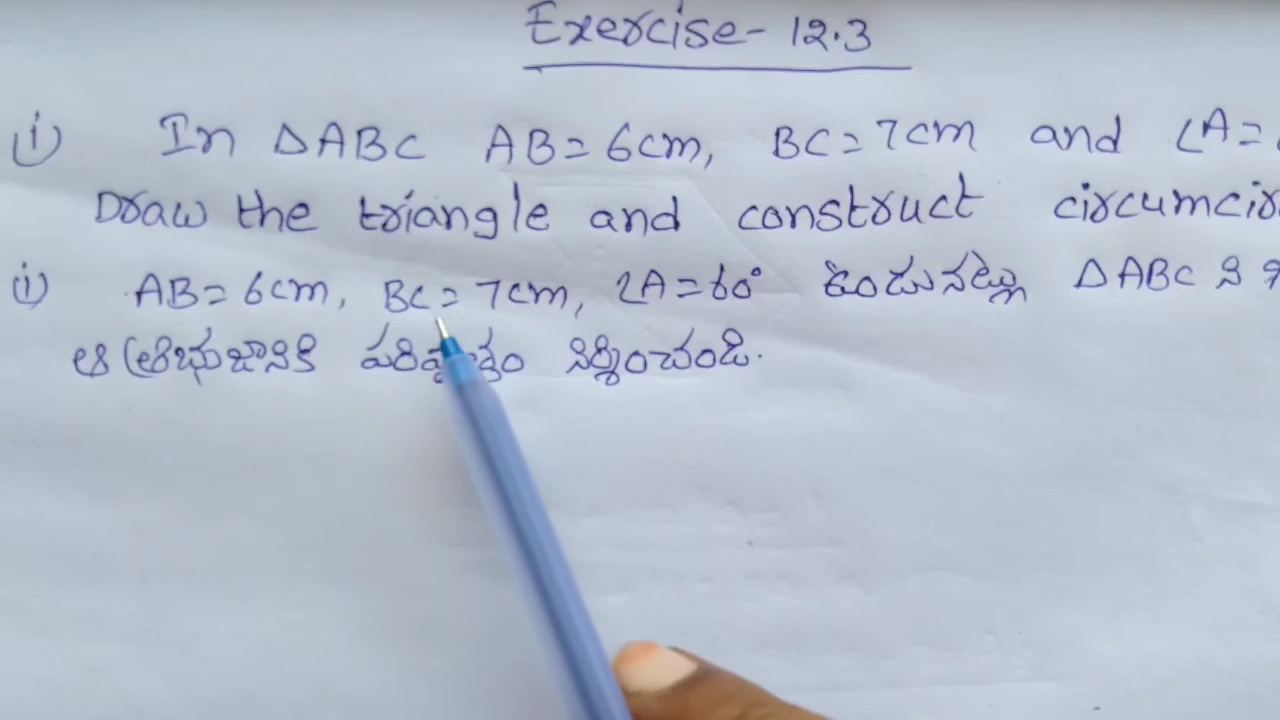 Exercise - 12.3
i) In ΔABC AB = 6cm, BC = 7cm and ∠A =
Draw the triangle and construct
i) AB = 6cm, BC = 7cm, ∠A = 60° ఉండునట్లు ΔABC ని
ఆ త్రిభుజానికి పరివృత్తం నిర్మించండి.